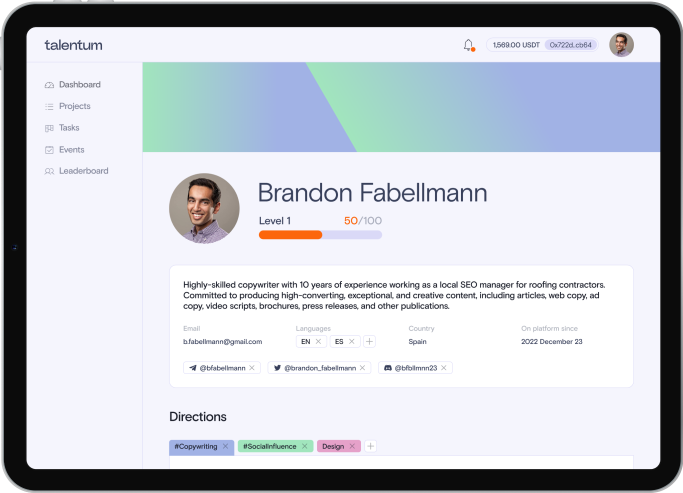 talentum
1,569.00 USDT 0x722d...cb64
Dashboard
Projects
Tasks
Events
Leaderboard
Brandon Fabellmann
Level 1 50/100
Highly-skilled copywriter with 10 years of experience working as a local SEO manager for roofing contractors.
Committed to producing high-converting, exceptional, and creative content, including articles, web copy, ad
copy, video scripts, brochures, press releases, and other publications.
Email Languages Country On platform since
b.fabellmann@gmail.com EN × ES × + Spain 2022 December 23
@bfabellmann × @brandon_fabellmann × @bfbllmnn23 ×
Directions
#Copywriting × #SocialInfluence × Design × +